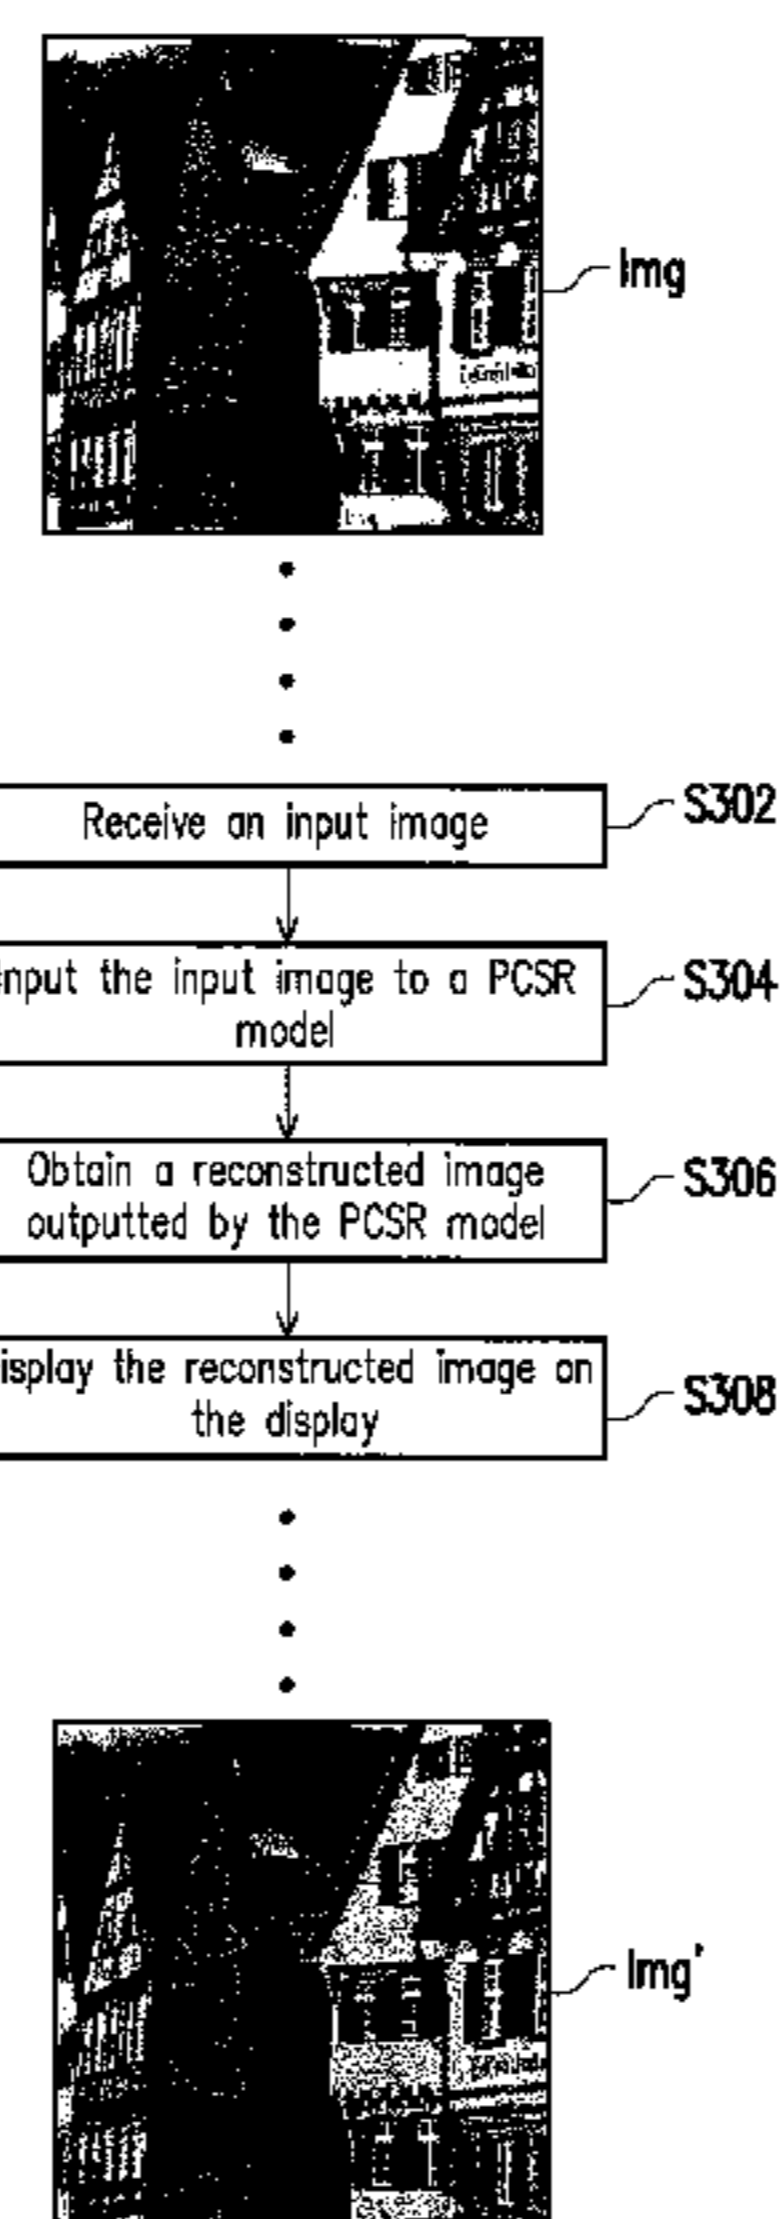 Img
Receive an input image
S302
Input the input image to a PCSR
model
S304
Obtain a reconstructed image
outputted by the PCSR model
S306
isplay the reconstructed image on
the display
S308
Img'